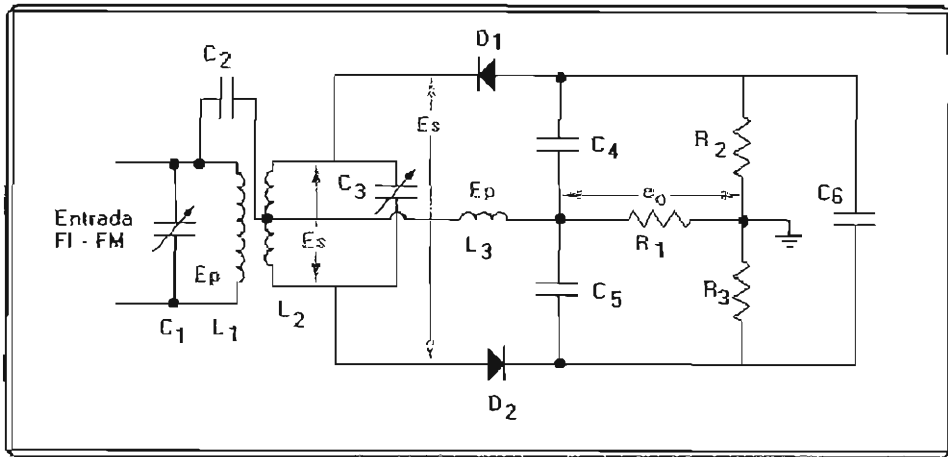 D1
C2
Es
C4
R2
C3
Ep
eo
C6
Entrada
FI - FM
Es
L3
R1
Ep
C5
R3
C1
L1
L2
D2